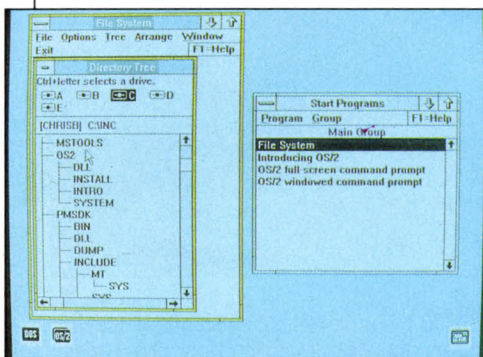 File System
File Options Tree Arrange Window
Exit F1=Help
Directory Tree
Ctrl+letter selects a drive.
A B C D
E
[CHRISB] C:\INC
MSTOOLS
OS2
DLL
INSTALL
INTRO
SYSTEM
PMSDK
BIN
DLL
DUMP
INCLUDE
MT
SYS
SYS
Start Programs
Program Group F1=Help
Main Group
File System
Introducing OS/2
OS/2 full-screen command prompt
OS/2 windowed command prompt
DOS OS/2